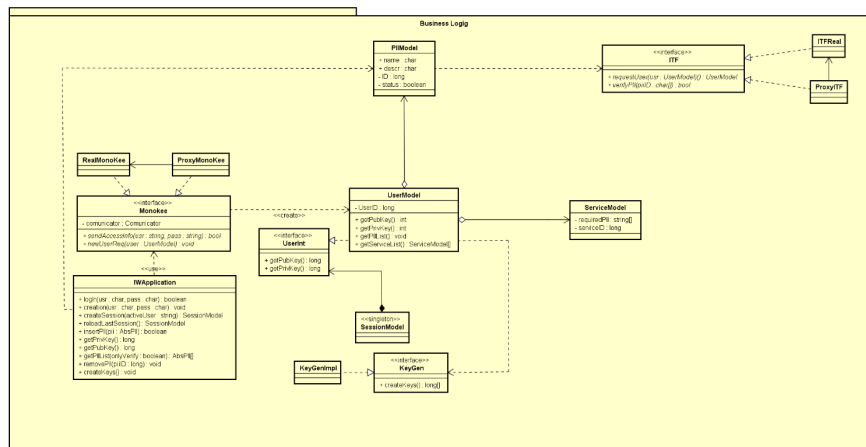 Business Logig
PIIModel
+ name : char
+ descr : char
- ID : long
- status : boolean
<<interface>>
ITF
+ requestUser(usr : UserModel)() : UserModel
+ verifyPII(piiID : char[]) : bool
ITFReal
ProxyITF
RealMonoKee
ProxyMonoKee
<<interface>>
Monokee
- comunicator : Comunicator
+ sendAccessInfo(usr : string, pass : string) : bool
+ newUserReq(user : UserModel) : void
<<create>>
UserModel
- UserID : long
+ getPubKey() : int
+ getPrivKey() : int
+ getPIIList() : void
+ getServiceList() : ServiceModel[]
ServiceModel
- requiredPII : string[]
- serviceID : long
<<interface>>
UserInt
+ getPubKey() : long
+ getPrivKey() : long
<<use>>
IWApplication
+ login(usr : char, pass : char) : boolean
+ creation(usr : char, pass : char) : void
+ createSession(activeUser : string) : SessionModel
+ reloadLastSession() : SessionModel
+ insertPII(pii : AbsPII) : boolean
+ getPrivKey() : long
+ getPubKey() : long
+ getPIIList(onlyVerify : boolean) : AbsPII[]
+ removePII(piiID : long) : void
+ createKeys() : void
<<singleton>>
SessionModel
KeyGenImpl
<<interface>>
KeyGen
+ createKeys() : long[]